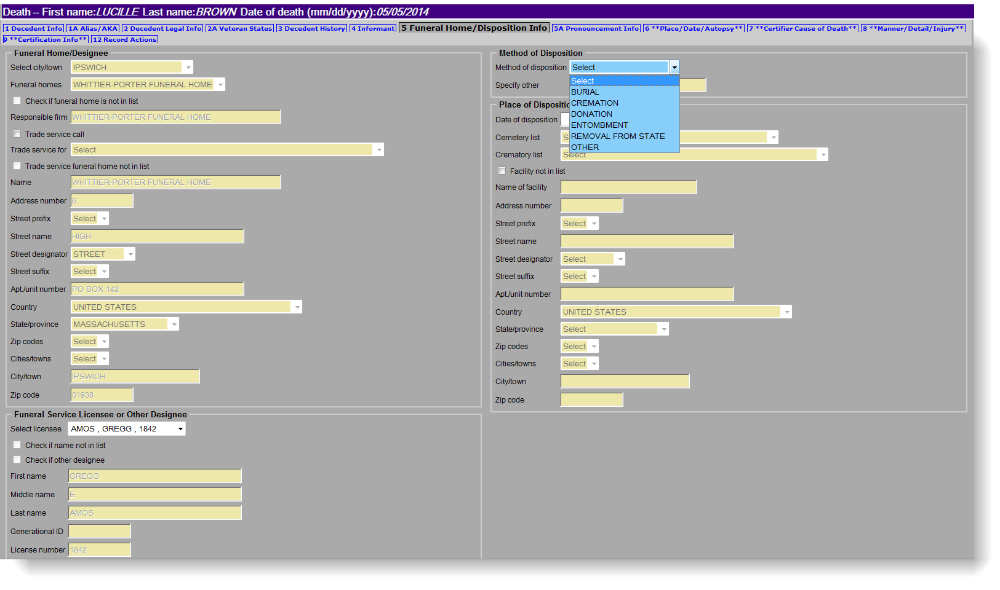 Death -- First name:LUCILLE Last name:BROWN Date of death (mm/dd/yyyy):05/05/2014
1 Decedent Info 1A Alias/AKA 2 Decedent Legal Info 2A Veteran Status 3 Decedent History 4 Informant 5 Funeral Home/Disposition Info 5A Pronouncement Info 6 **Place/Date/Autopsy** 7 **Certifier Cause of Death** 8 **Manner/Detail/Injury**
9 **Certification Info** 12 Record Actions
Funeral Home/Designee
Select city/town IPSWICH
Funeral homes WHITTIER-PORTER FUNERAL HOME
Check if funeral home is not in list
Responsible firm WHITTIER-PORTER FUNERAL HOME
Trade service call
Trade service for Select
Trade service funeral home not in list
Name WHITTIER-PORTER FUNERAL HOME
Address number 6
Street prefix Select
Street name HIGH
Street designator STREET
Street suffix Select
Apt./unit number PO BOX 142
Country UNITED STATES
State/province MASSACHUSETTS
Zip codes Select
Cities/towns Select
City/town IPSWICH
Zip code 01938
Funeral Service Licensee or Other Designee
Select licensee AMOS , GREGG , 1842
Check if name not in list
Check if other designee
First name GREGG
Middle name E
Last name AMOS
Generational ID
License number 1842
Method of Disposition
Method of disposition Select
Select
BURIAL
CREMATION
DONATION
ENTOMBMENT
REMOVAL FROM STATE
OTHER
Specify other
Place of Dispositio
Date of disposition
Cemetery list S
Crematory list Select
Facility not in list
Name of facility
Address number
Street prefix Select
Street name
Street designator Select
Street suffix Select
Apt./unit number
Country UNITED STATES
State/province Select
Zip codes Select
Cities/towns Select
City/town
Zip code